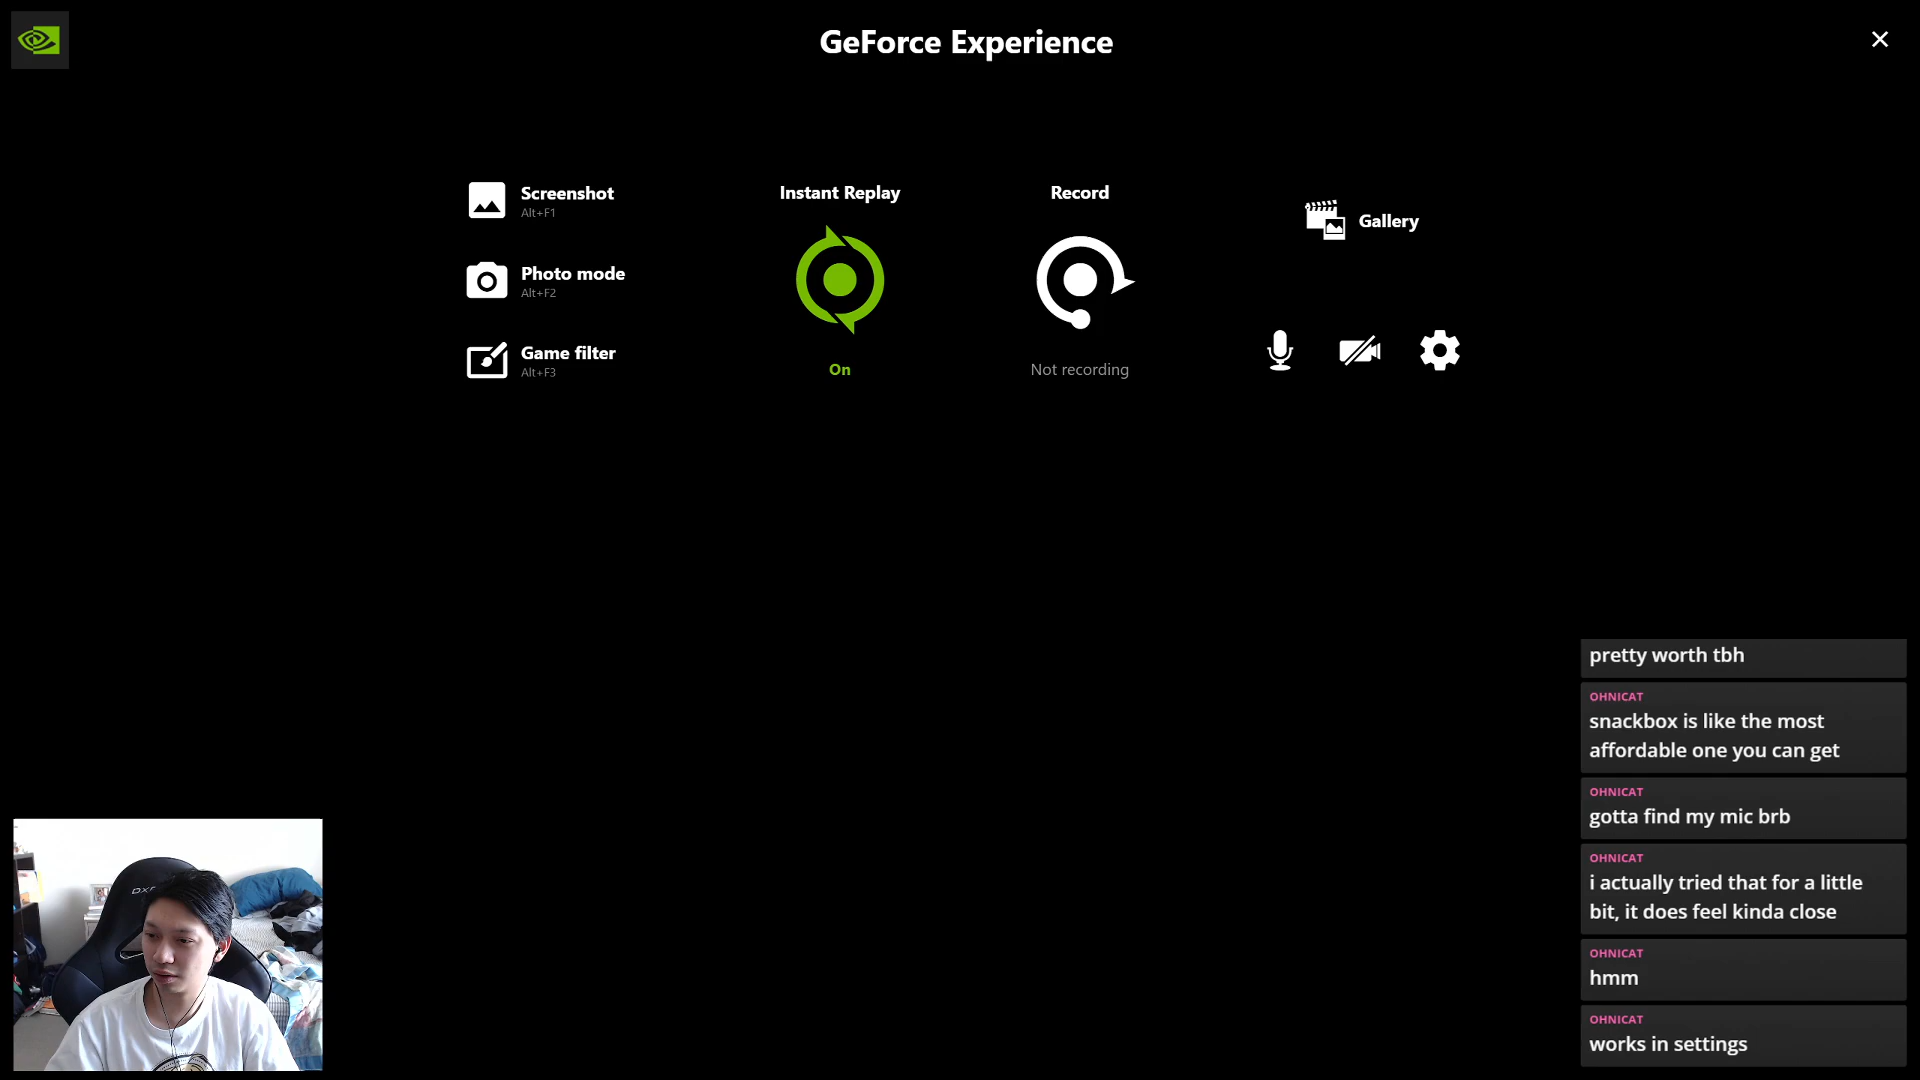 GeForce Experience
Screenshot
Alt+F1
Photo mode
Alt+F2
Game filter
Alt+F3
Instant Replay
On
Record
Not recording
Gallery
pretty worth tbh
OHNICAT
snackbox is like the most
affordable one you can get
OHNICAT
gotta find my mic brb
OHNICAT
i actually tried that for a little
bit, it does feel kinda close
OHNICAT
hmm
OHNICAT
works in settings